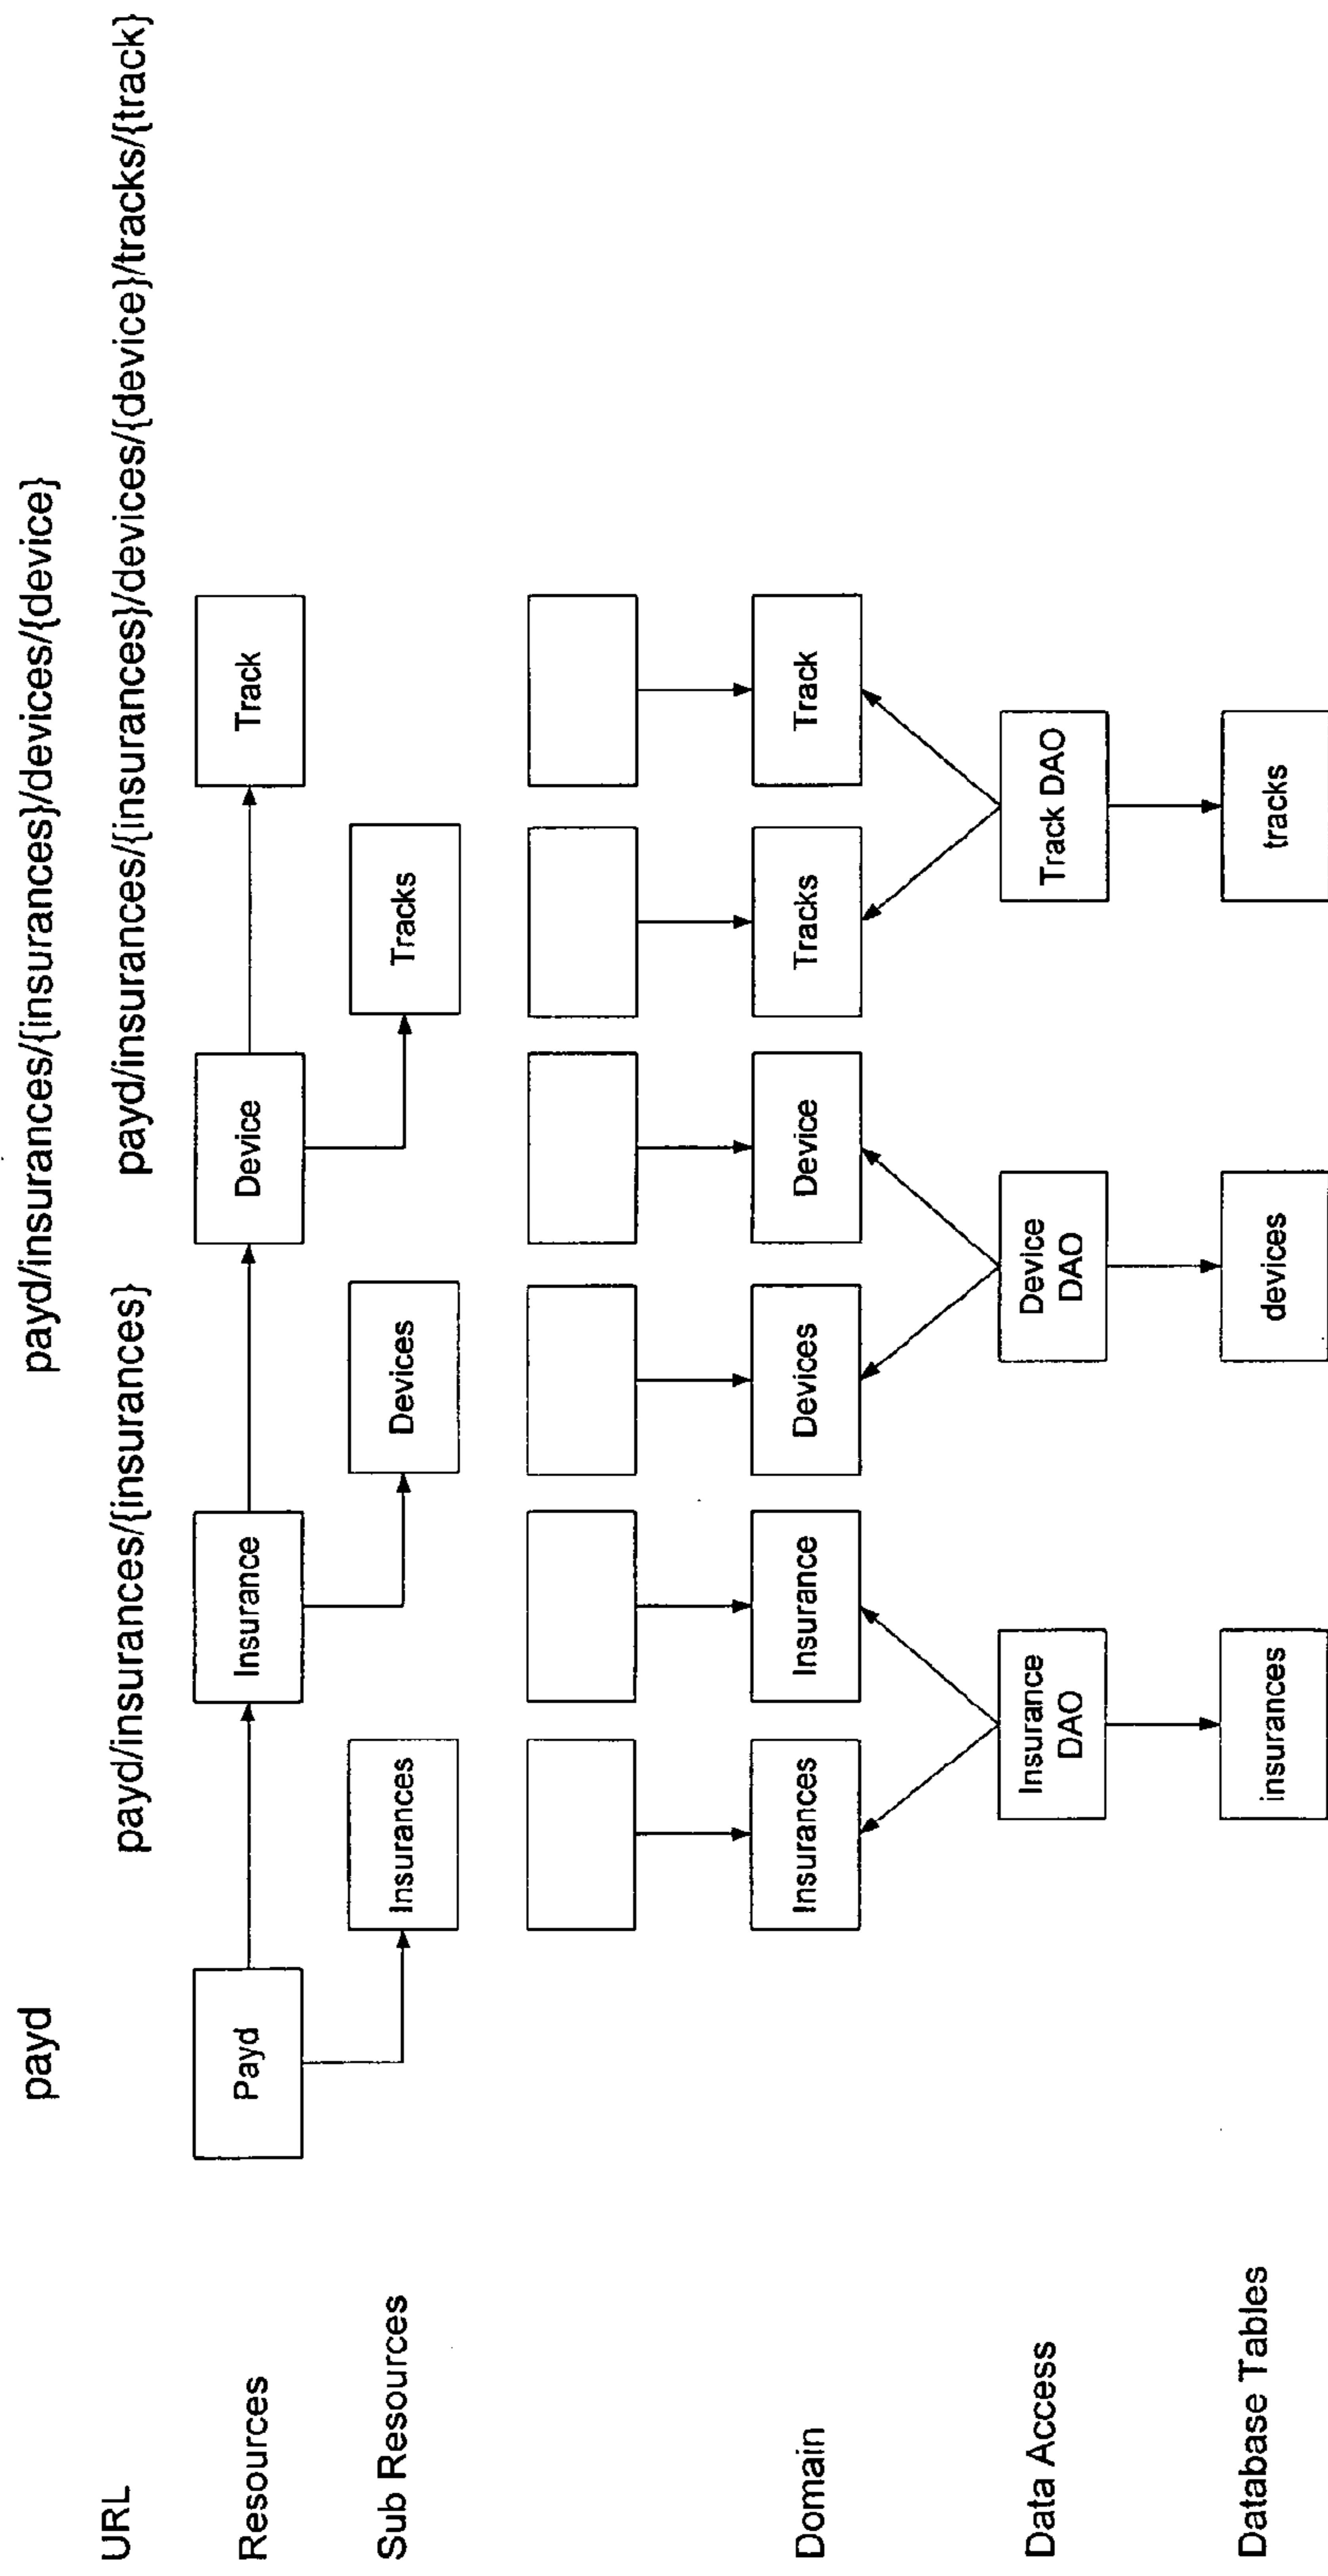 payd
payd/insurances/{insurances}/devices/{device}
URL
payd/insurances/{insurances}
payd/insurances/{insurances}/devices/{device}/tracks/{track}
Resources
Payd
Insurance
Device
Track
Sub Resources
Insurances
Devices
Tracks
Domain
Insurances
Insurance
Devices
Device
Tracks
Track
Data Access
Insurance
DAO
Device
DAO
Track DAO
Database Tables
insurances
devices
tracks